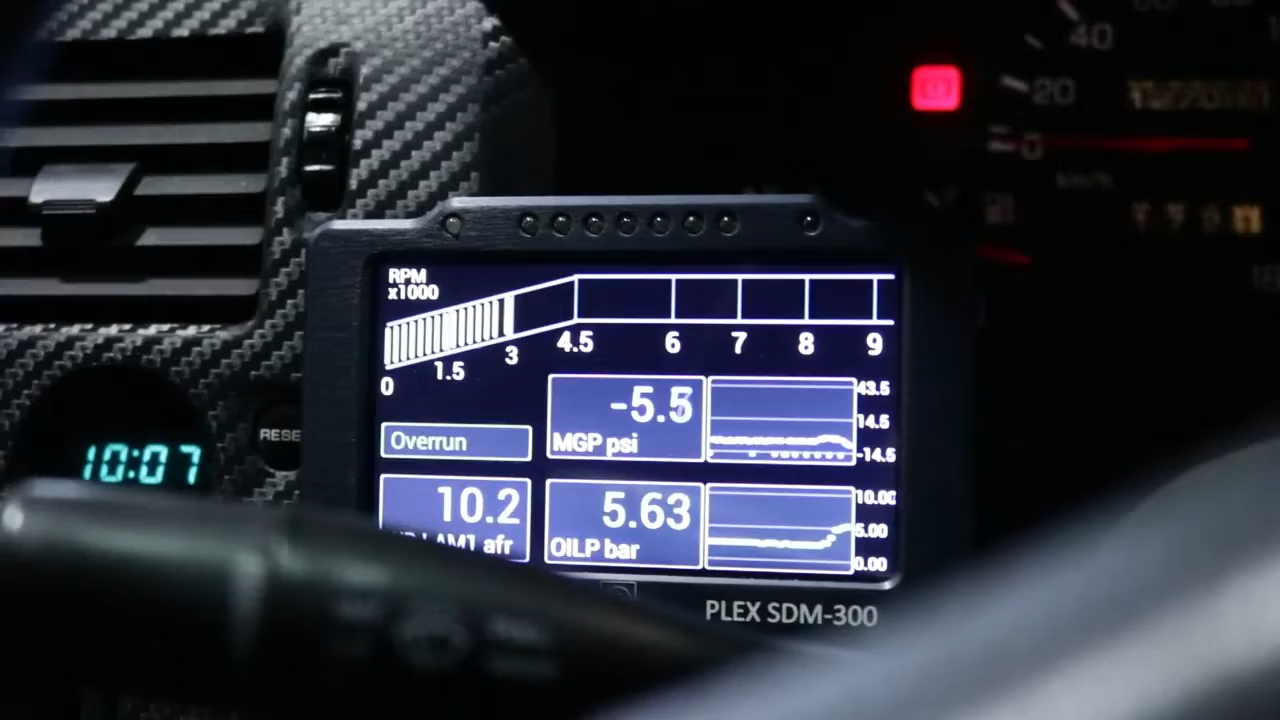 40
20
0
km/h
RPM
x1000
0
1.5
3
4.5
6
7
8
9
-5.5
MGP psi
43.5
14.5
-14.5
Overrun
RESE
10:07
10.2
LAM1 afr
5.63
OILP bar
10.00
5.00
0.00
PLEX SDM-300